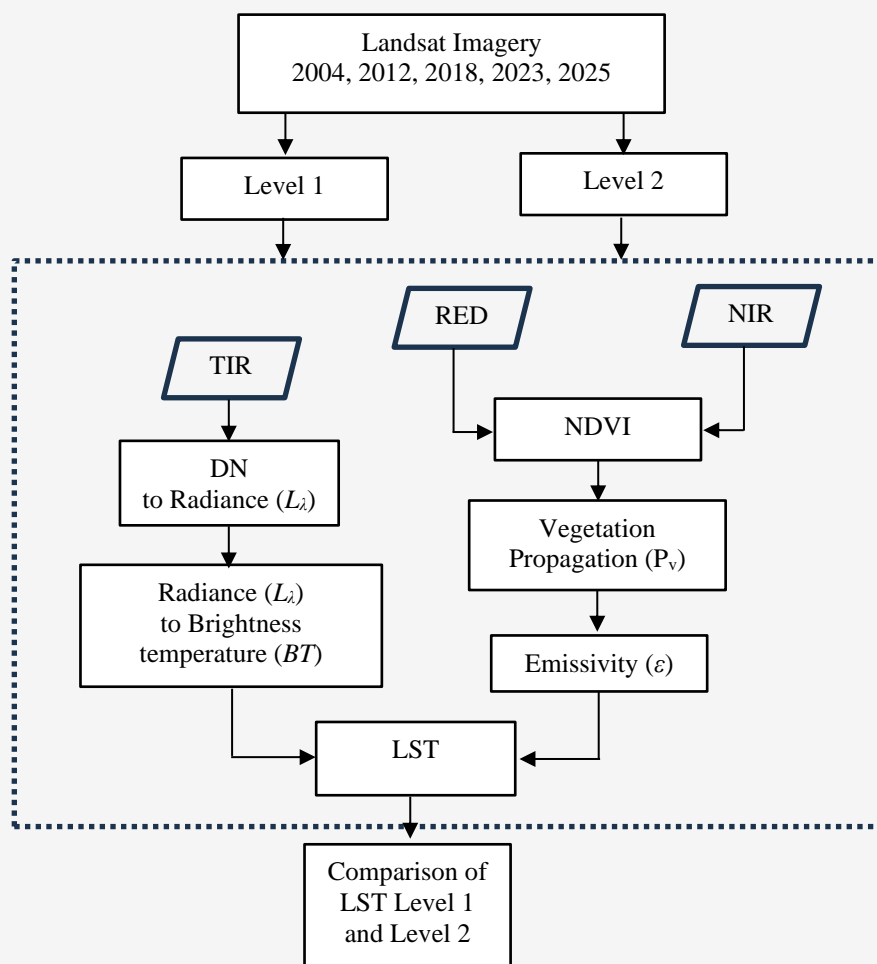 Landsat Imagery
2004, 2012, 2018, 2023, 2025
Level 1
Level 2
RED
NIR
TIR
NDVI
DN
to Radiance (Lλ)
Vegetation
Propagation (Pv)
Radiance (Lλ)
to Brightness
temperature (BT)
Emissivity (ε)
LST
Comparison of
LST Level 1
and Level 2